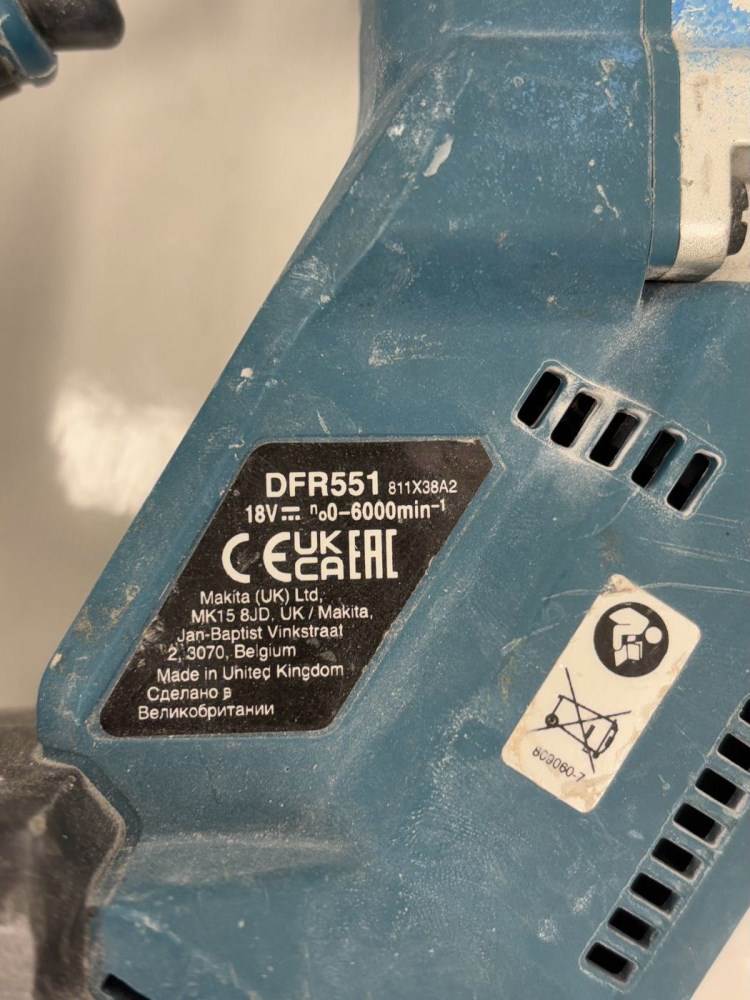 DFR551 811X38A2
18V⎓ n₀0-6000min⁻¹
CE UK CA EAC
Makita (UK) Ltd,
MK15 8JD, UK / Makita,
Jan-Baptist Vinkstraat
2, 3070, Belgium
Made in United Kingdom
Сделано в
Великобритании
809060-7